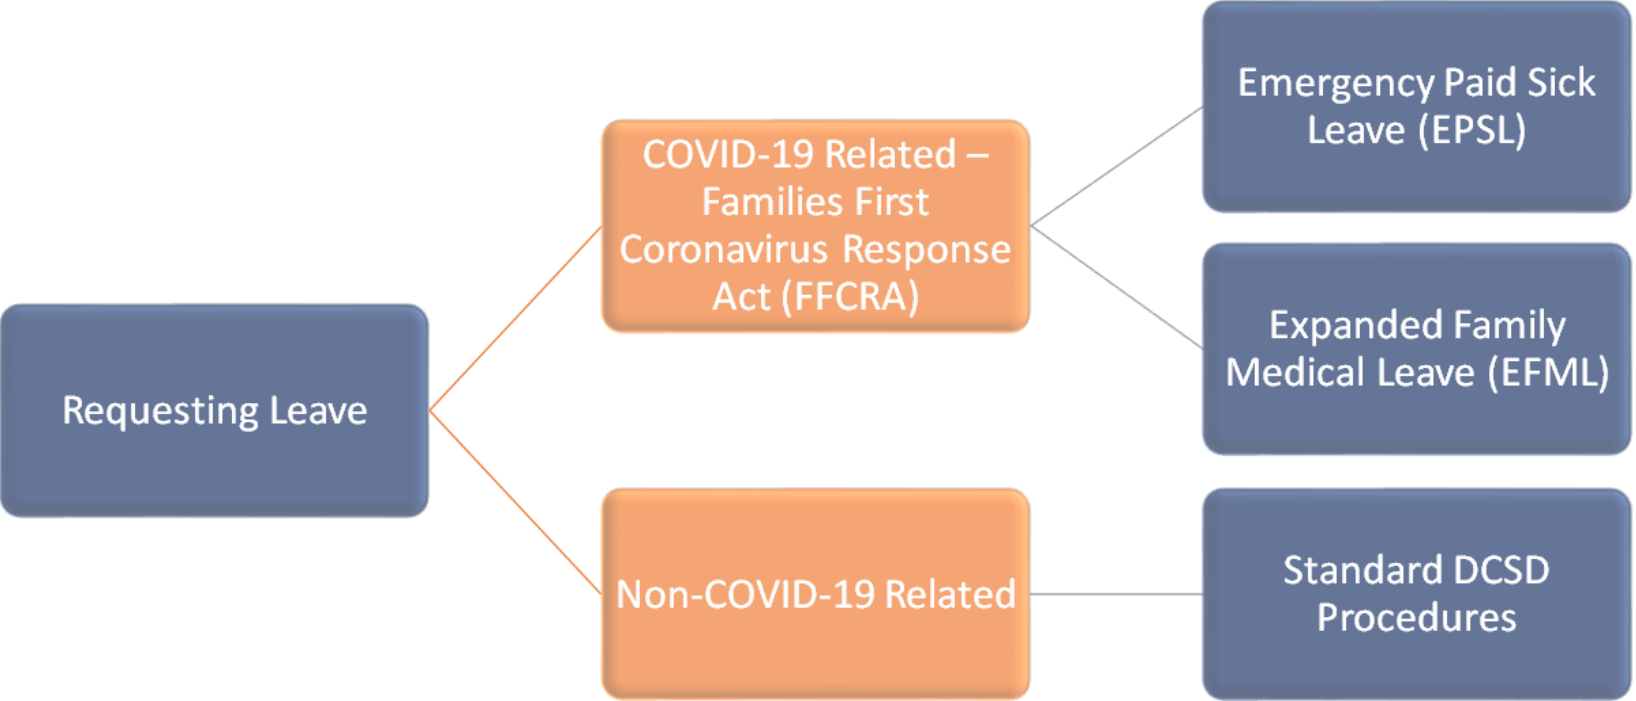 Requesting Leave
COVID-19 Related –
Families First
Coronavirus Response
Act (FFCRA)
Non-COVID-19 Related
Emergency Paid Sick
Leave (EPSL)
Expanded Family
Medical Leave (EFML)
Standard DCSD
Procedures